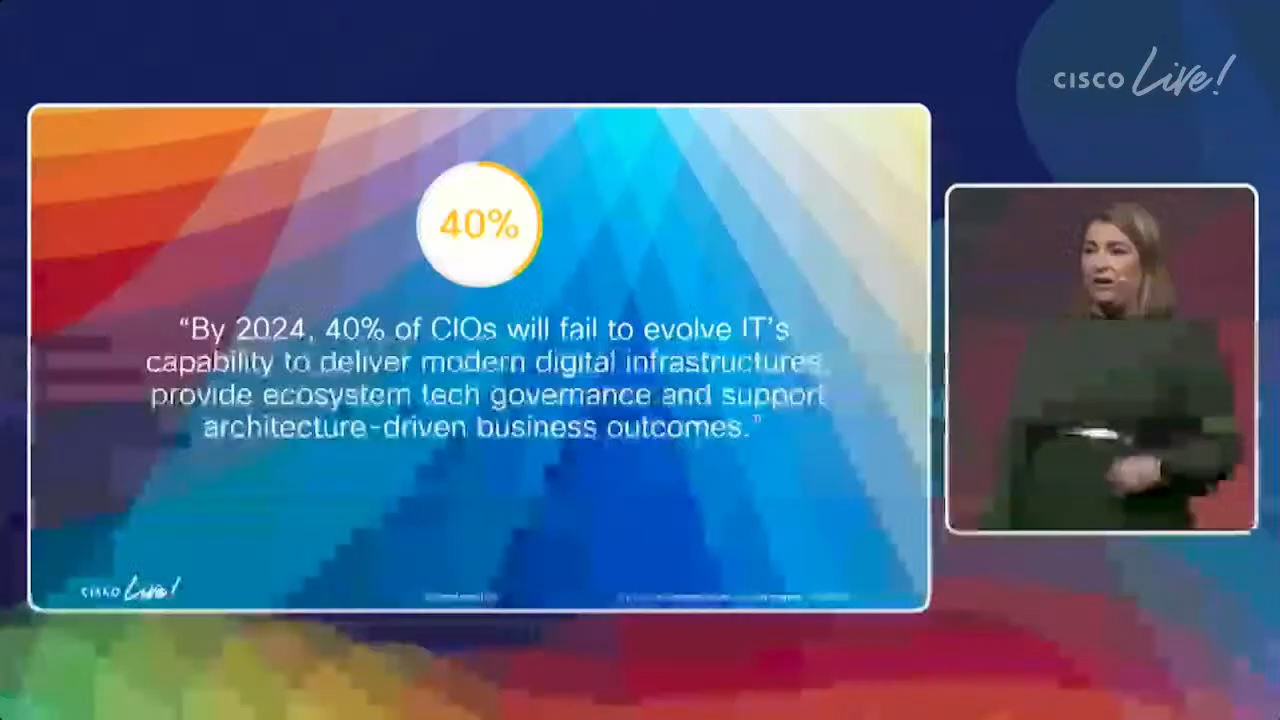 CISCO Live!
40%
“By 2024, 40% of CIOs will fail to evolve IT’s
capability to deliver modern digital infrastructures,
provide ecosystem tech governance and support
architecture-driven business outcomes.”
CISCO Live!